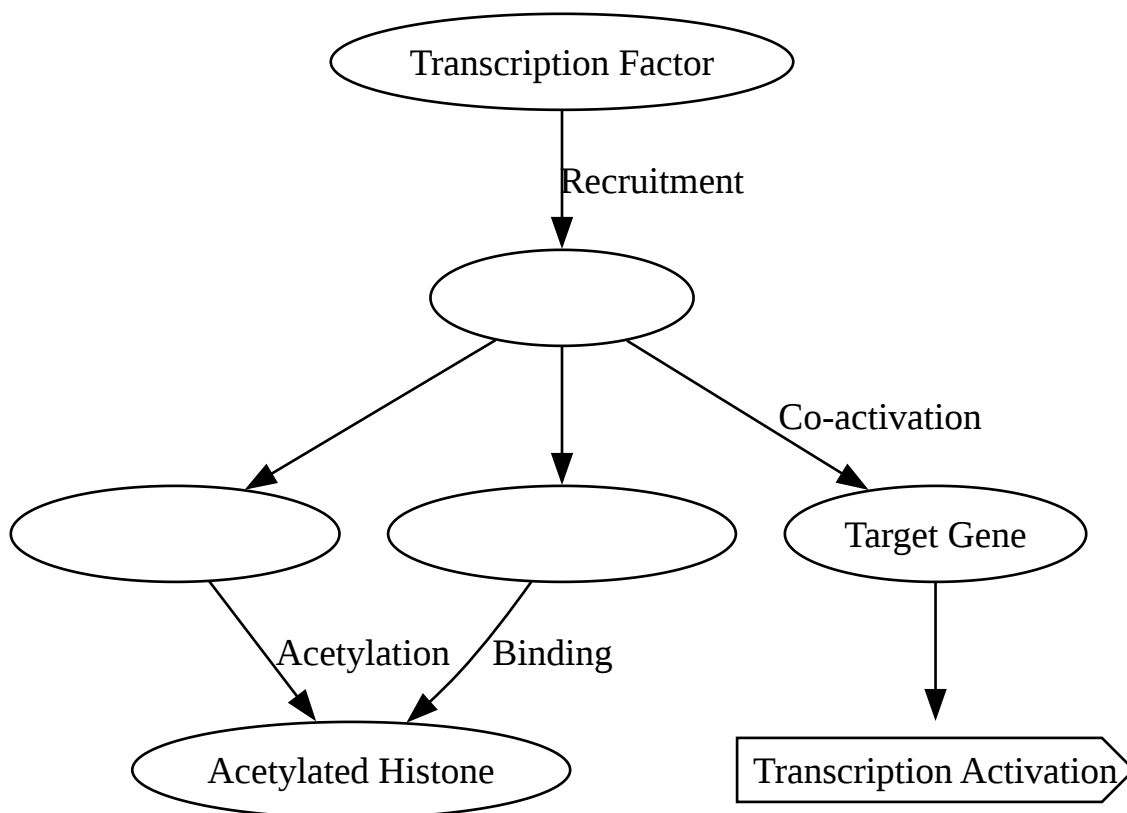 Transcription Factor
Recruitment
Co-activation
Target Gene
Acetylation
Binding
Acetylated Histone
Transcription Activation